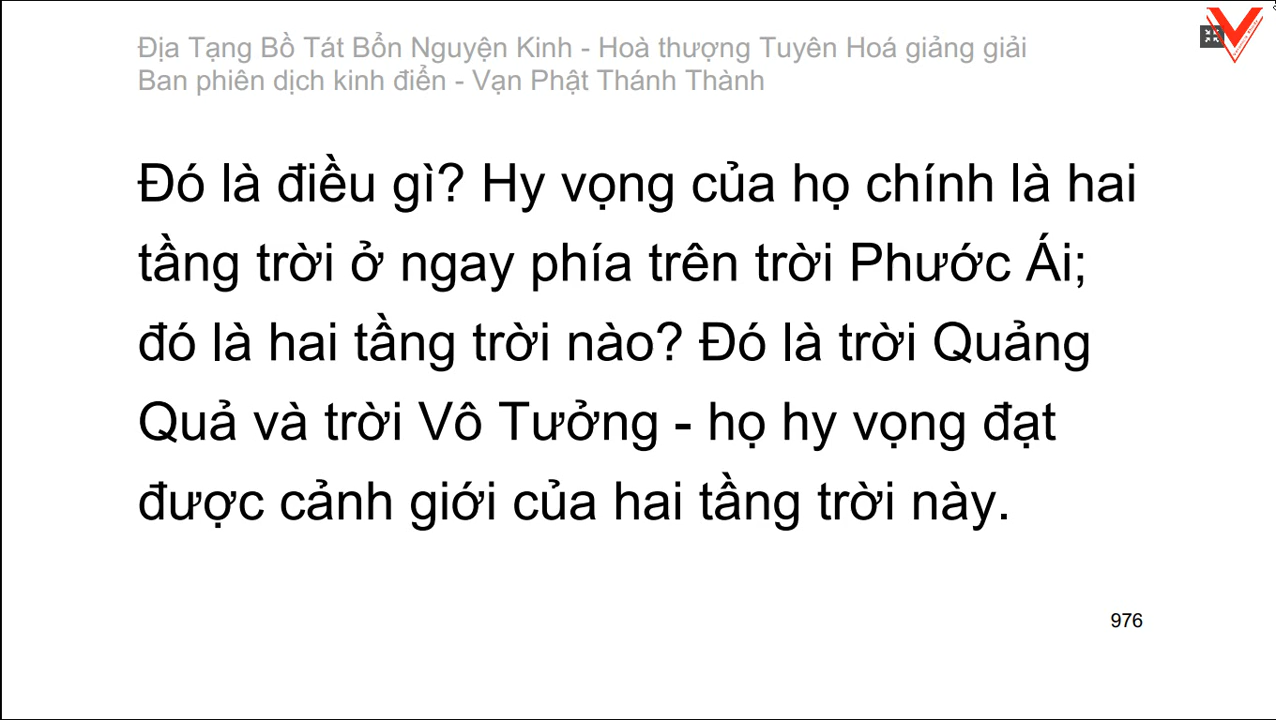 Địa Tạng Bồ Tát Bổn Nguyện Kinh - Hoà thượng Tuyên Hoá giảng giải
Ban phiên dịch kinh điển - Vạn Phật Thánh Thành
Đó là điều gì? Hy vọng của họ chính là hai
tầng trời ở ngay phía trên trời Phước Ái;
đó là hai tầng trời nào? Đó là trời Quảng
Quả và trời Vô Tưởng - họ hy vọng đạt
được cảnh giới của hai tầng trời này.
976